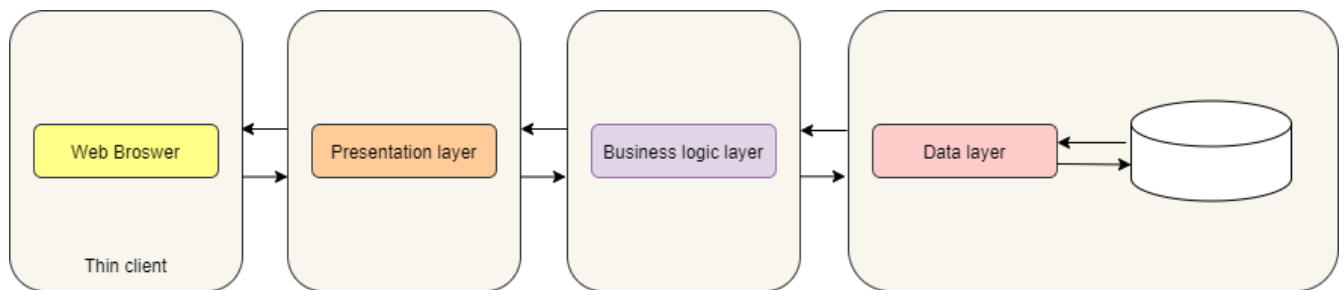 Web Broswer
Presentation layer
Business logic layer
Data layer
Thin client